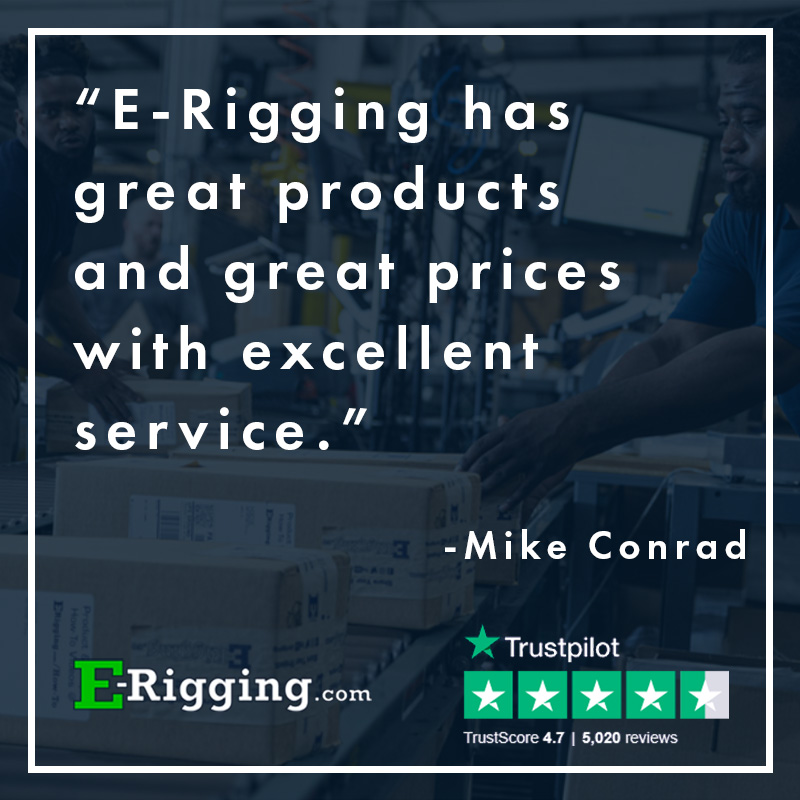 “E-Rigging has
great products
and great prices
with excellent
service.”
-Mike Conrad
Trustpilot
E-Rigging.com
TrustScore 4.7 | 5,020 reviews